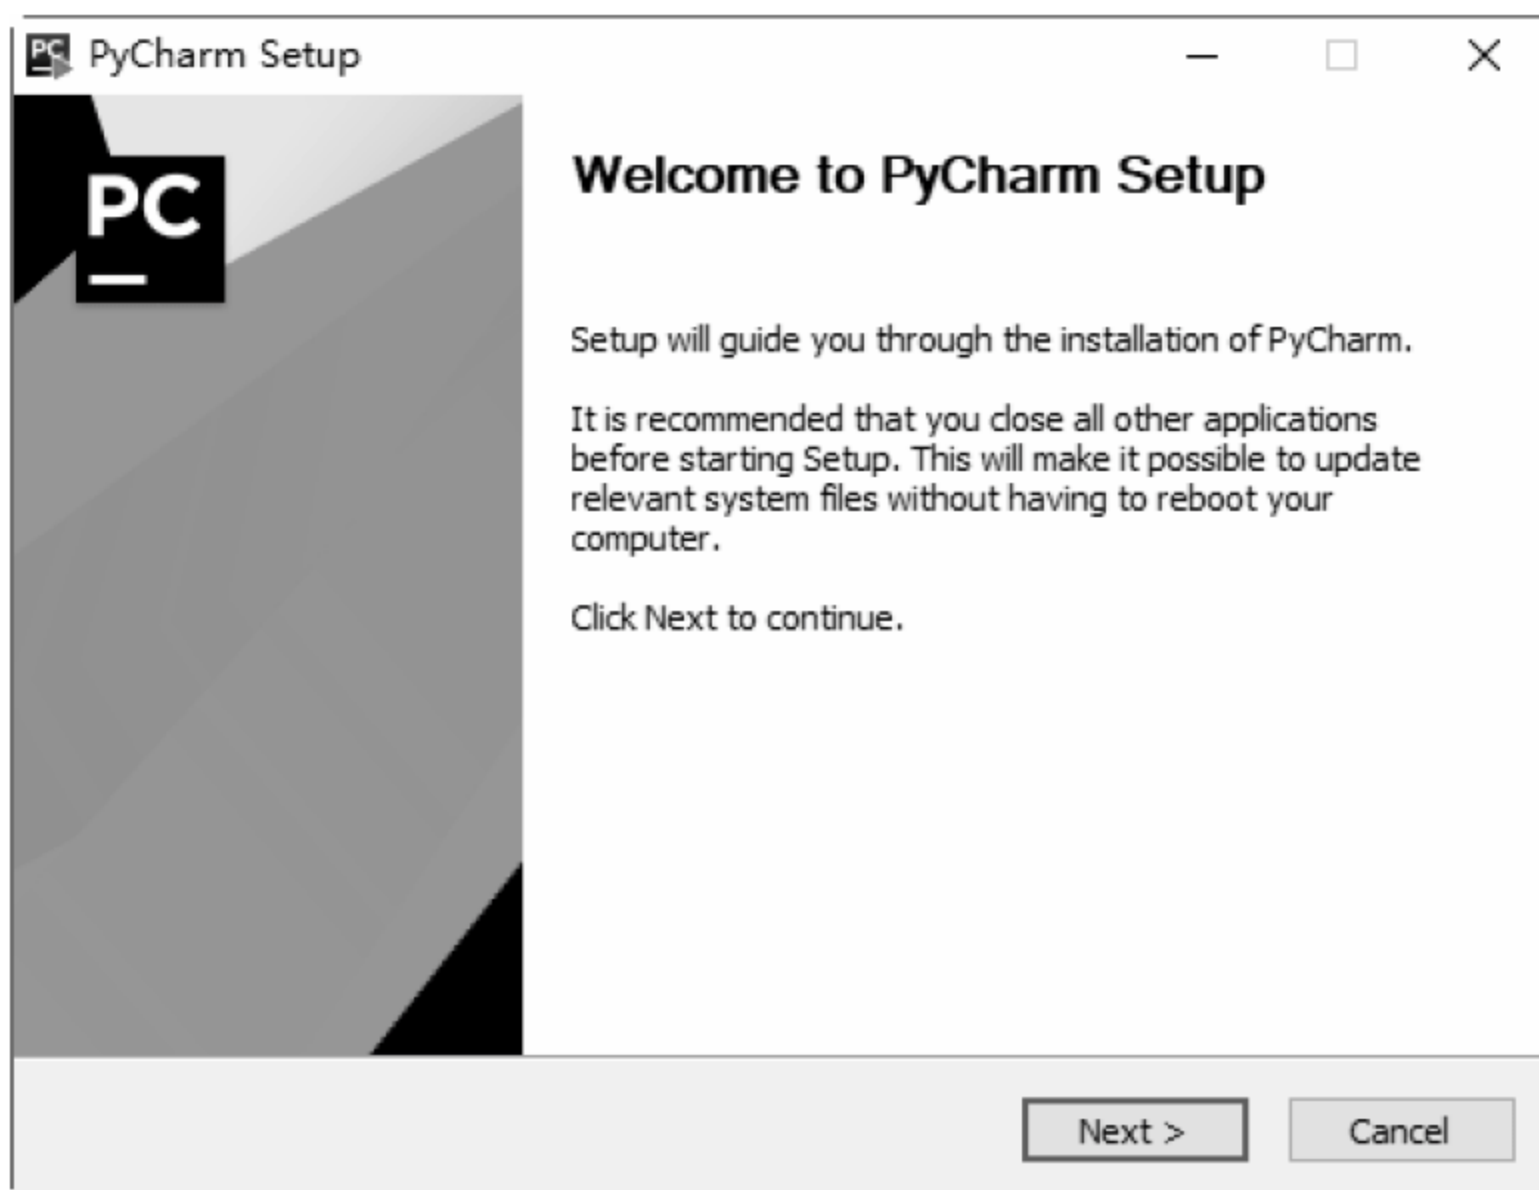 PC PyCharm Setup
PC
Welcome to PyCharm Setup
Setup will guide you through the installation of PyCharm.
It is recommended that you close all other applications
before starting Setup. This will make it possible to update
relevant system files without having to reboot your
computer.
Click Next to continue.
Next >
Cancel